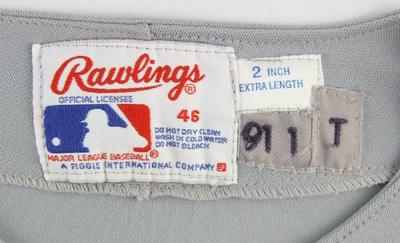 Rawlings®
OFFICIAL LICENSEE
46
DO NOT DRY CLEAN
WASH IN COLD WATER
DO NOT BLEACH
MAJOR LEAGUE BASEBALL®
A FIGGIE INTERNATIONAL COMPANY
2 INCH
EXTRA LENGTH
91 1 T